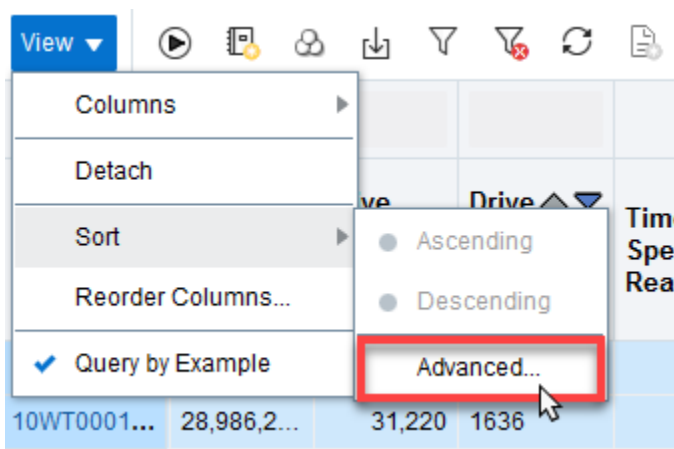 View
Columns
Detach
Sort
Reorder Columns...
Query by Example
Drive
Ascending
Descending
Advanced...
10WT0001... 28,986,2... 31,220 1636